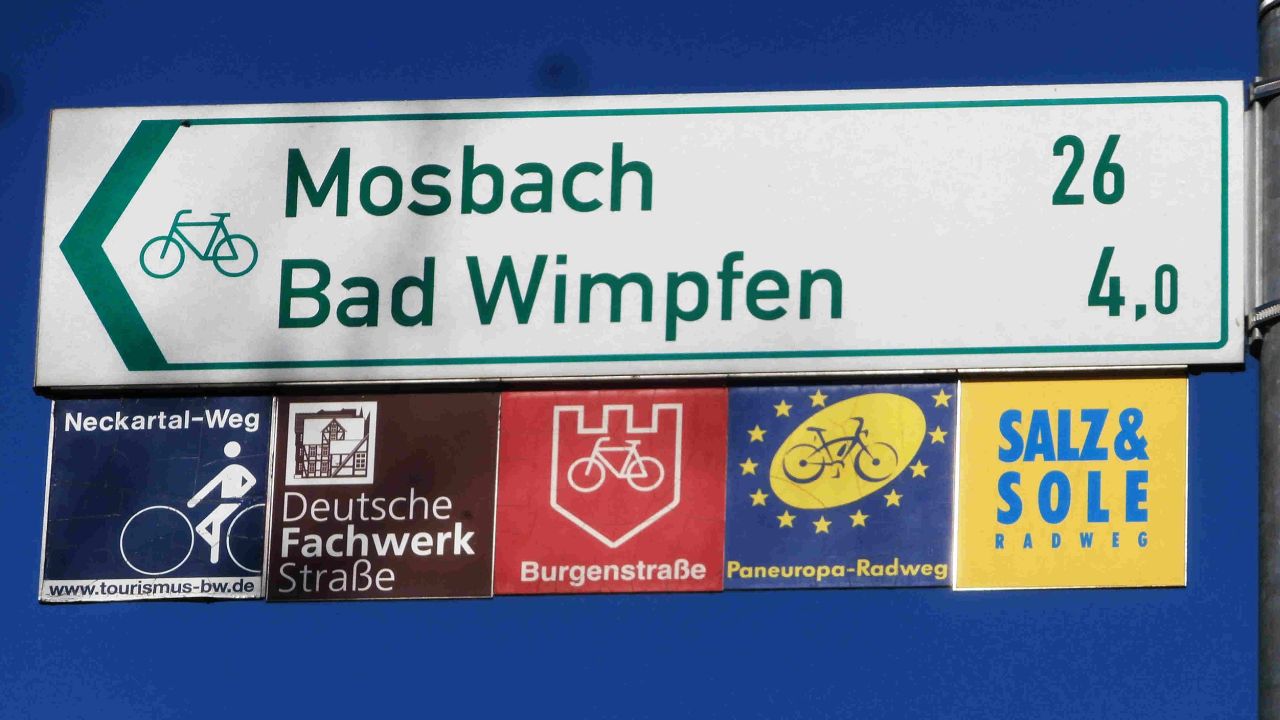 Mosbach 26
Bad Wimpfen 4,0
Neckartal-Weg
www.tourismus-bw.de
Deutsche
Fachwerk
Straße
Burgenstraße
Paneuropa-Radweg
SALZ&
SOLE
RADWEG